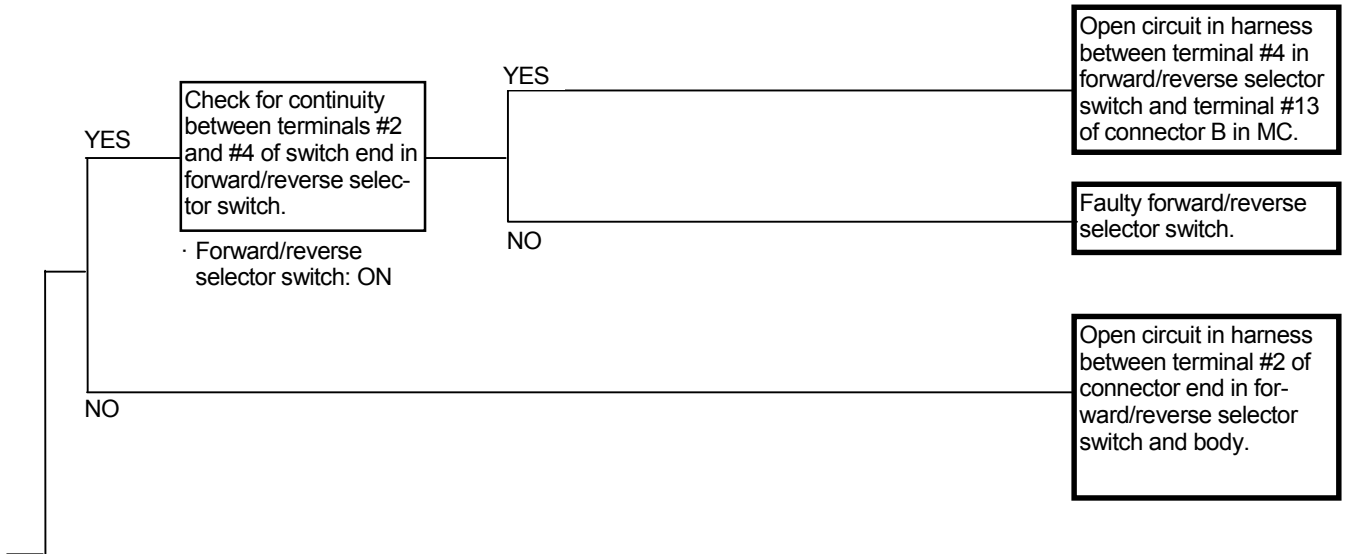 YES
Check for continuity
between terminals #2
and #4 of switch end in
forward/reverse selec-
tor switch.
· Forward/reverse
selector switch: ON
YES
Open circuit in harness
between terminal #4 in
forward/reverse selector
switch and terminal #13
of connector B in MC.
NO
Faulty forward/reverse
selector switch.
NO
Open circuit in harness
between terminal #2 of
connector end in for-
ward/reverse selector
switch and body.